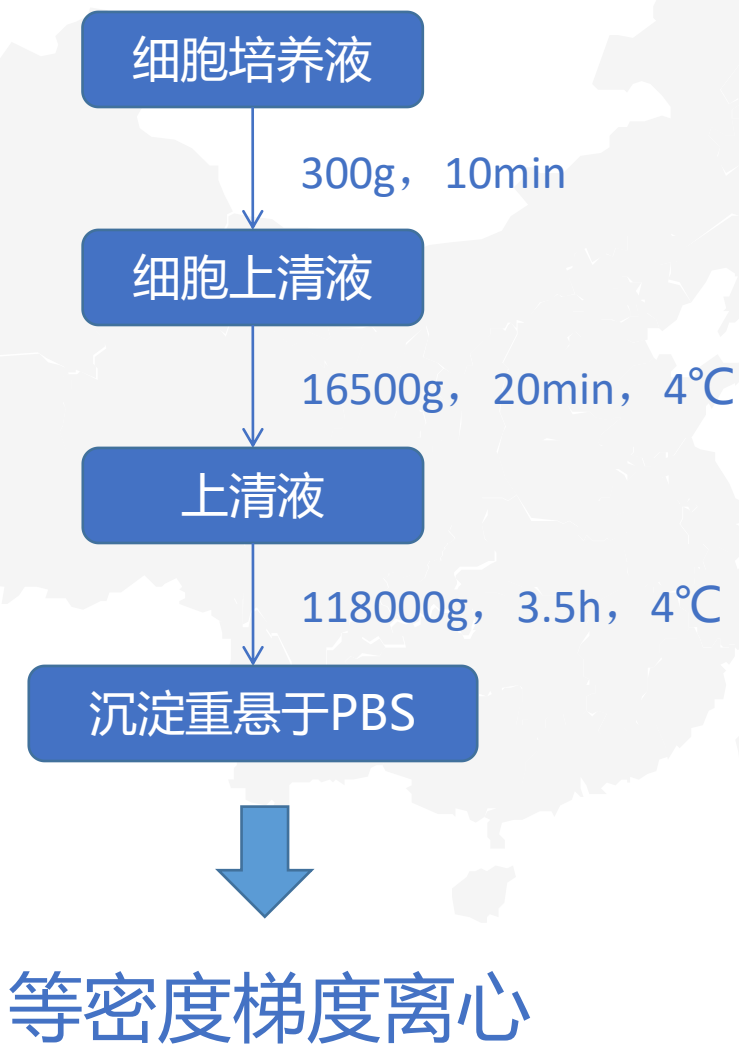 细胞培养液
300g，10min
细胞上清液
16500g，20min，4℃
上清液
118000g，3.5h，4℃
沉淀重悬于PBS
等密度梯度离心